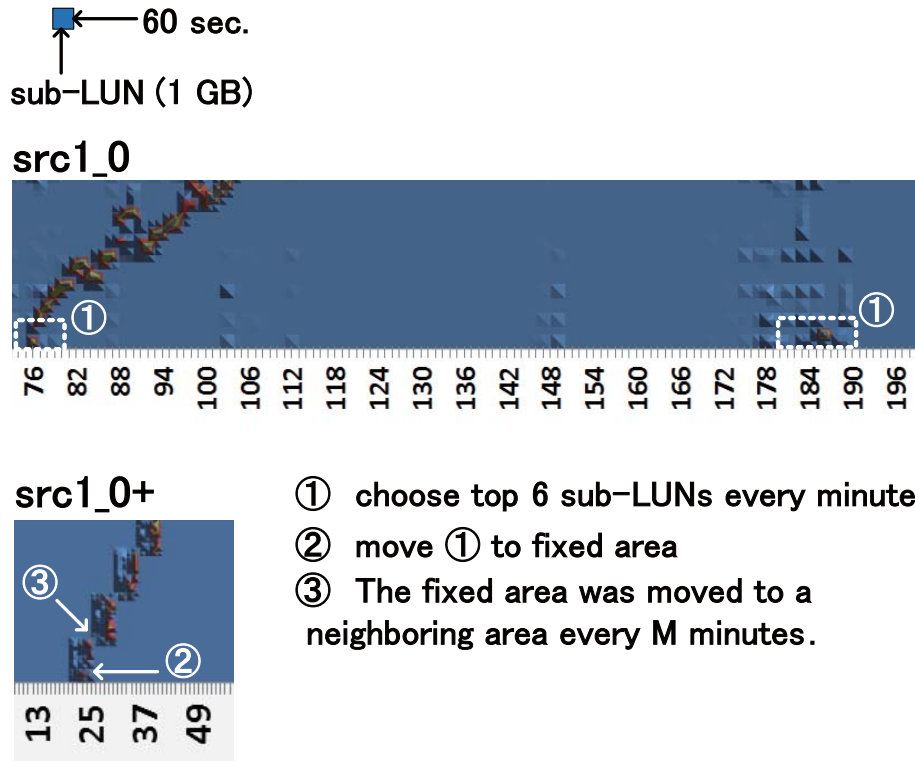 60 sec.
sub-LUN (1 GB)
src1_0
①
①
76 82 88 94 100 106 112 118 124 130 136 142 148 154 160 166 172 178 184 190 196
src1_0+
③
②
13 25 37 49
① choose top 6 sub-LUNs every minute
② move ① to fixed area
③ The fixed area was moved to a
neighboring area every M minutes.